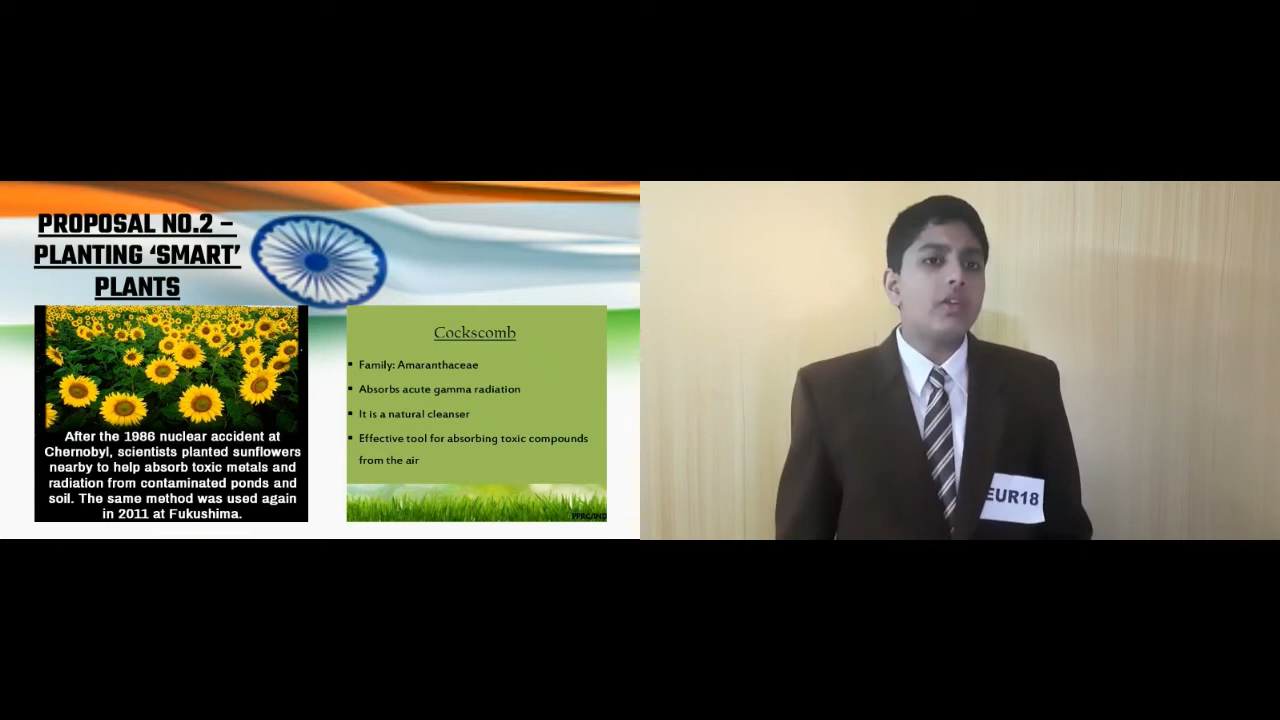 PROPOSAL NO.2 –
PLANTING ‘SMART’
PLANTS
After the 1986 nuclear accident at
Chernobyl, scientists planted sunflowers
nearby to help absorb toxic metals and
radiation from contaminated ponds and
soil. The same method was used again
in 2011 at Fukushima.
Cockscomb
▪ Family: Amaranthaceae
▪ Absorbs acute gamma radiation
▪ It is a natural cleanser
▪ Effective tool for absorbing toxic compounds
from the air
EUR18